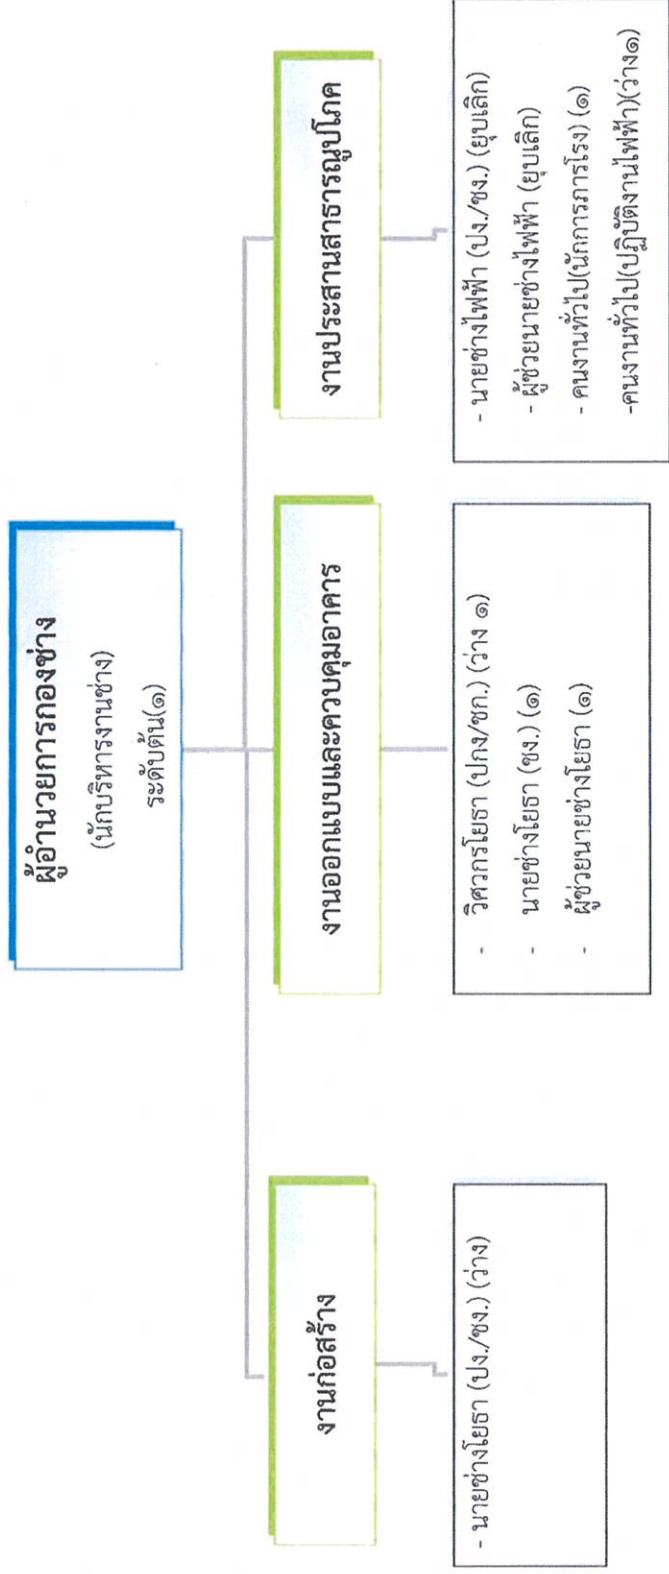 ผู้อำนวยการกองช่าง
(นักบริหารงานช่าง)
ระดับต้น(๑)
งานก่อสร้าง
- นายช่างโยธา (ปง./ชง.) (ว่าง)
งานออกแบบและควบคุมอาคาร
- วิศวกรโยธา (ปกง/ชก.) (ว่าง ๑)
- นายช่างโยธา (ชง.) (๑)
- ผู้ช่วยนายช่างโยธา (๑)
งานประสานสาธารณูปโภค
- นายช่างไฟฟ้า (ปง./ชง.) (ยุบเลิก)
- ผู้ช่วยนายช่างไฟฟ้า (ยุบเลิก)
- คนงานทั่วไป(นักการภารโรง) (๑)
-คนงานทั่วไป(ปฏิบัติงานไฟฟ้า)(ว่าง๑)